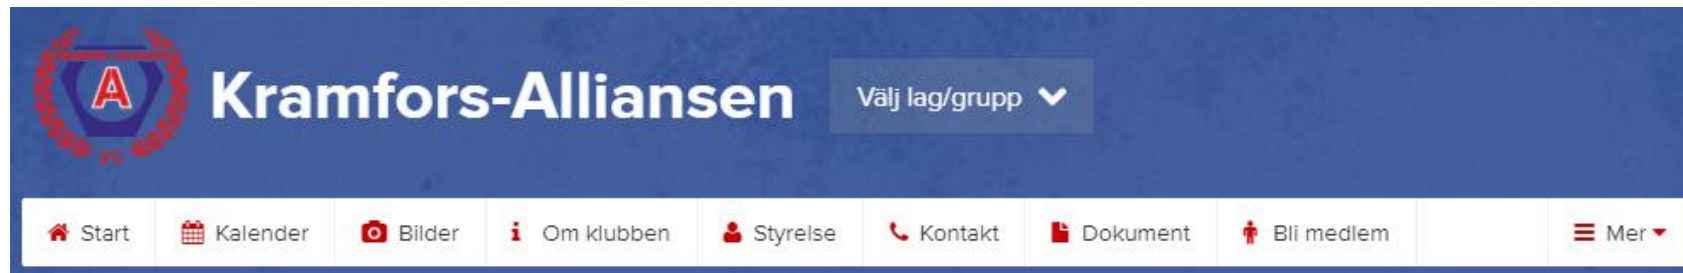 A
Kramfors-Alliansen
Välj lag/grupp
Start Kalender Bilder Om klubben Styrelse Kontakt Dokument Bli medlem Mer